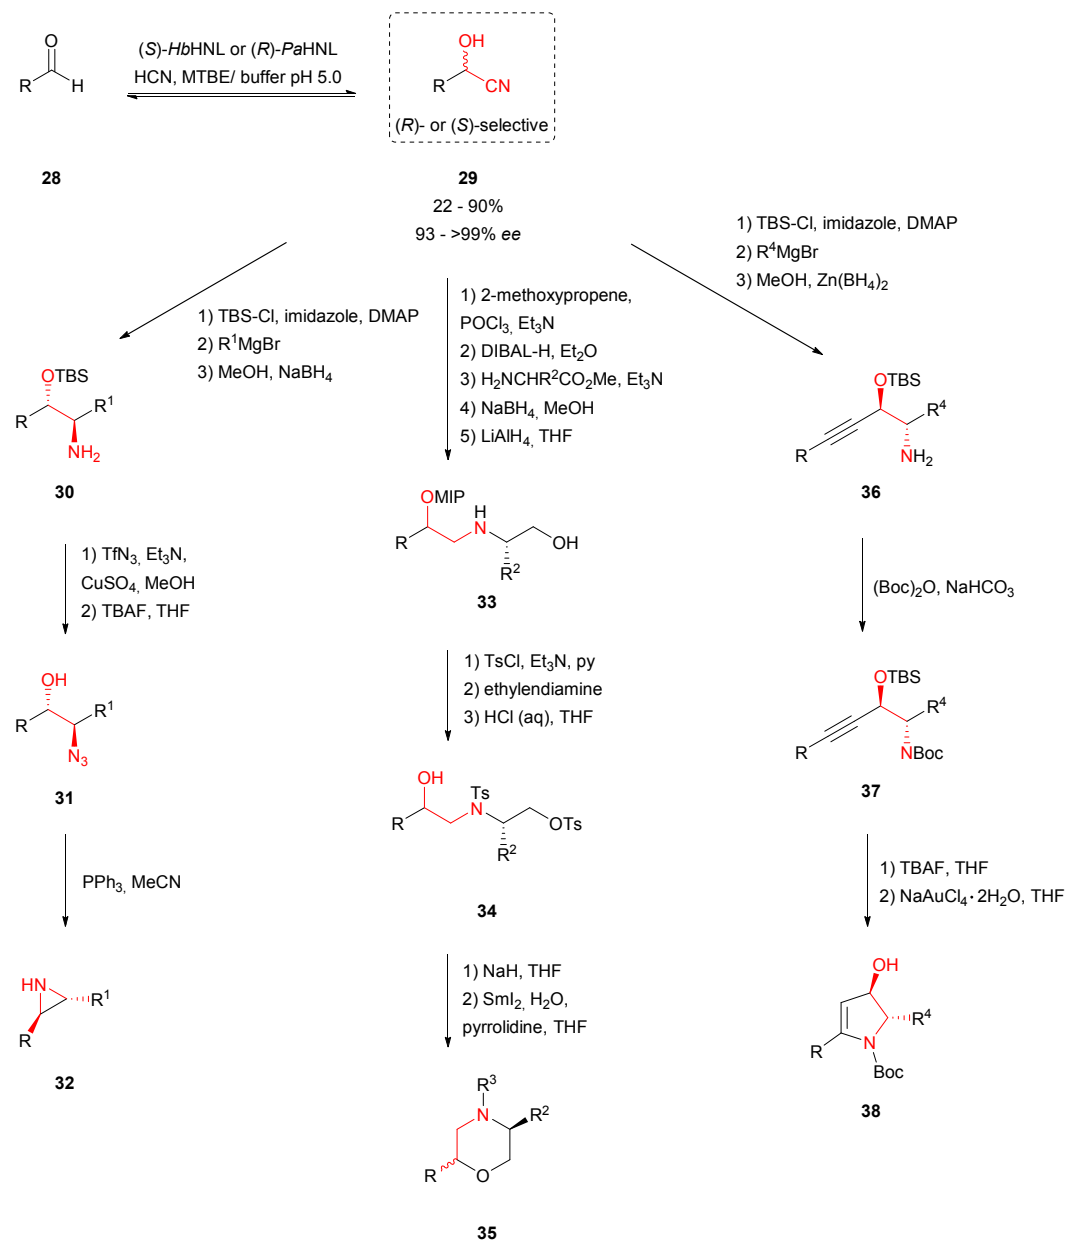 O
R
H
(S)-HbHNL or (R)-PaHNL
HCN, MTBE/ buffer pH 5.0
OH
R
CN
(R)- or (S)-selective
28
29
22 - 90%
93 - >99% ee
1) TBS-Cl, imidazole, DMAP
2) R¹MgBr
3) MeOH, NaBH₄
1) 2-methoxypropene,
POCl₃, Et₃N
2) DIBAL-H, Et₂O
3) H₂NCHR²CO₂Me, Et₃N
4) NaBH₄, MeOH
5) LiAlH₄, THF
1) TBS-Cl, imidazole, DMAP
2) R⁴MgBr
3) MeOH, Zn(BH₄)₂
OTBS
R
R¹
NH₂
30
OMIP
R
H
N
OH
R²
33
OTBS
R
R⁴
NH₂
36
1) TfN₃, Et₃N,
CuSO₄, MeOH
2) TBAF, THF
1) TsCl, Et₃N, py
2) ethylendiamine
3) HCl (aq), THF
(Boc)₂O, NaHCO₃
OH
R
R¹
N₃
31
OH
R
Ts
N
OTs
R²
34
OTBS
R
R⁴
NBoc
37
PPh₃, MeCN
1) NaH, THF
2) SmI₂, H₂O,
pyrrolidine, THF
1) TBAF, THF
2) NaAuCl₄·2H₂O, THF
HN
R¹
R
32
R³
N
R²
R
O
35
OH
R⁴
R
N
Boc
38